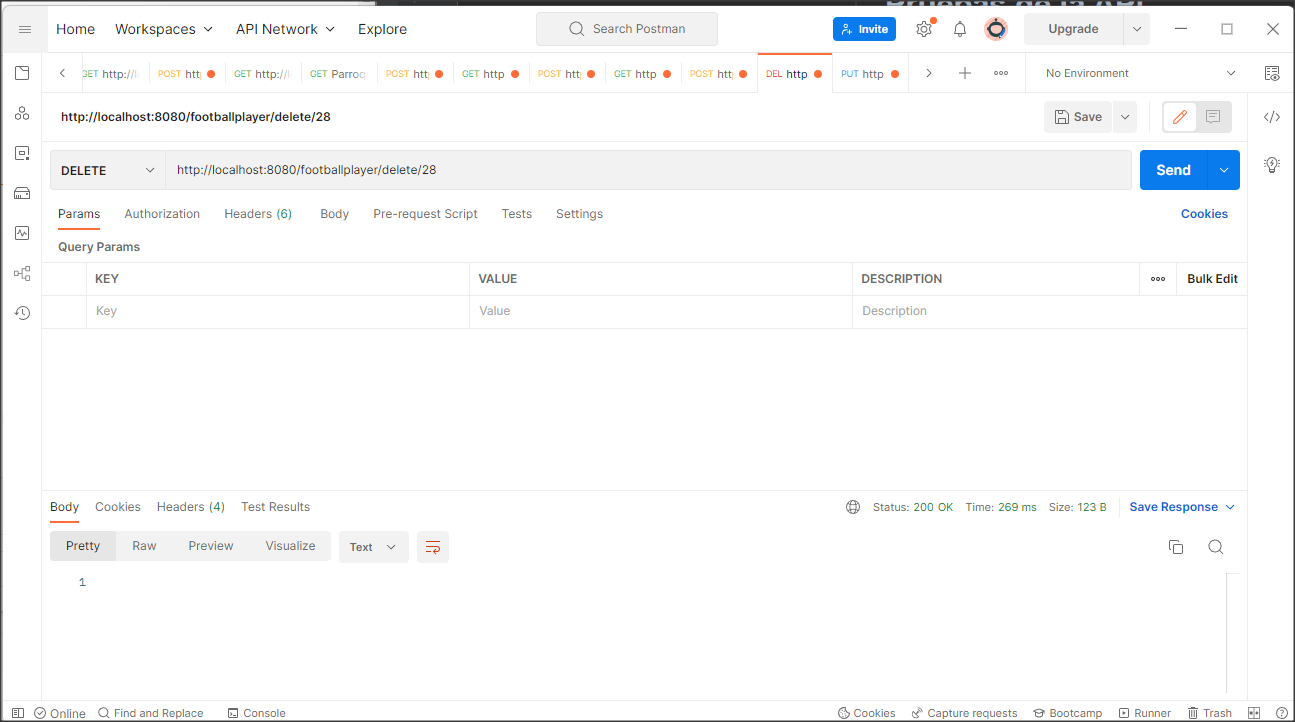 Home Workspaces API Network Explore Search Postman Invite Upgrade
GET http:// POST htt GET http:// GET Parroq POST htt GET http POST htt GET http POST htt DEL http PUT http No Environment
http://localhost:8080/footballplayer/delete/28 Save
DELETE http://localhost:8080/footballplayer/delete/28 Send
Params Authorization Headers (6) Body Pre-request Script Tests Settings Cookies
Query Params
KEY VALUE DESCRIPTION Bulk Edit
Key Value Description
Body Cookies Headers (4) Test Results Status: 200 OK Time: 269 ms Size: 123 B Save Response
Pretty Raw Preview Visualize Text
1
Online Find and Replace Console Cookies Capture requests Bootcamp Runner Trash